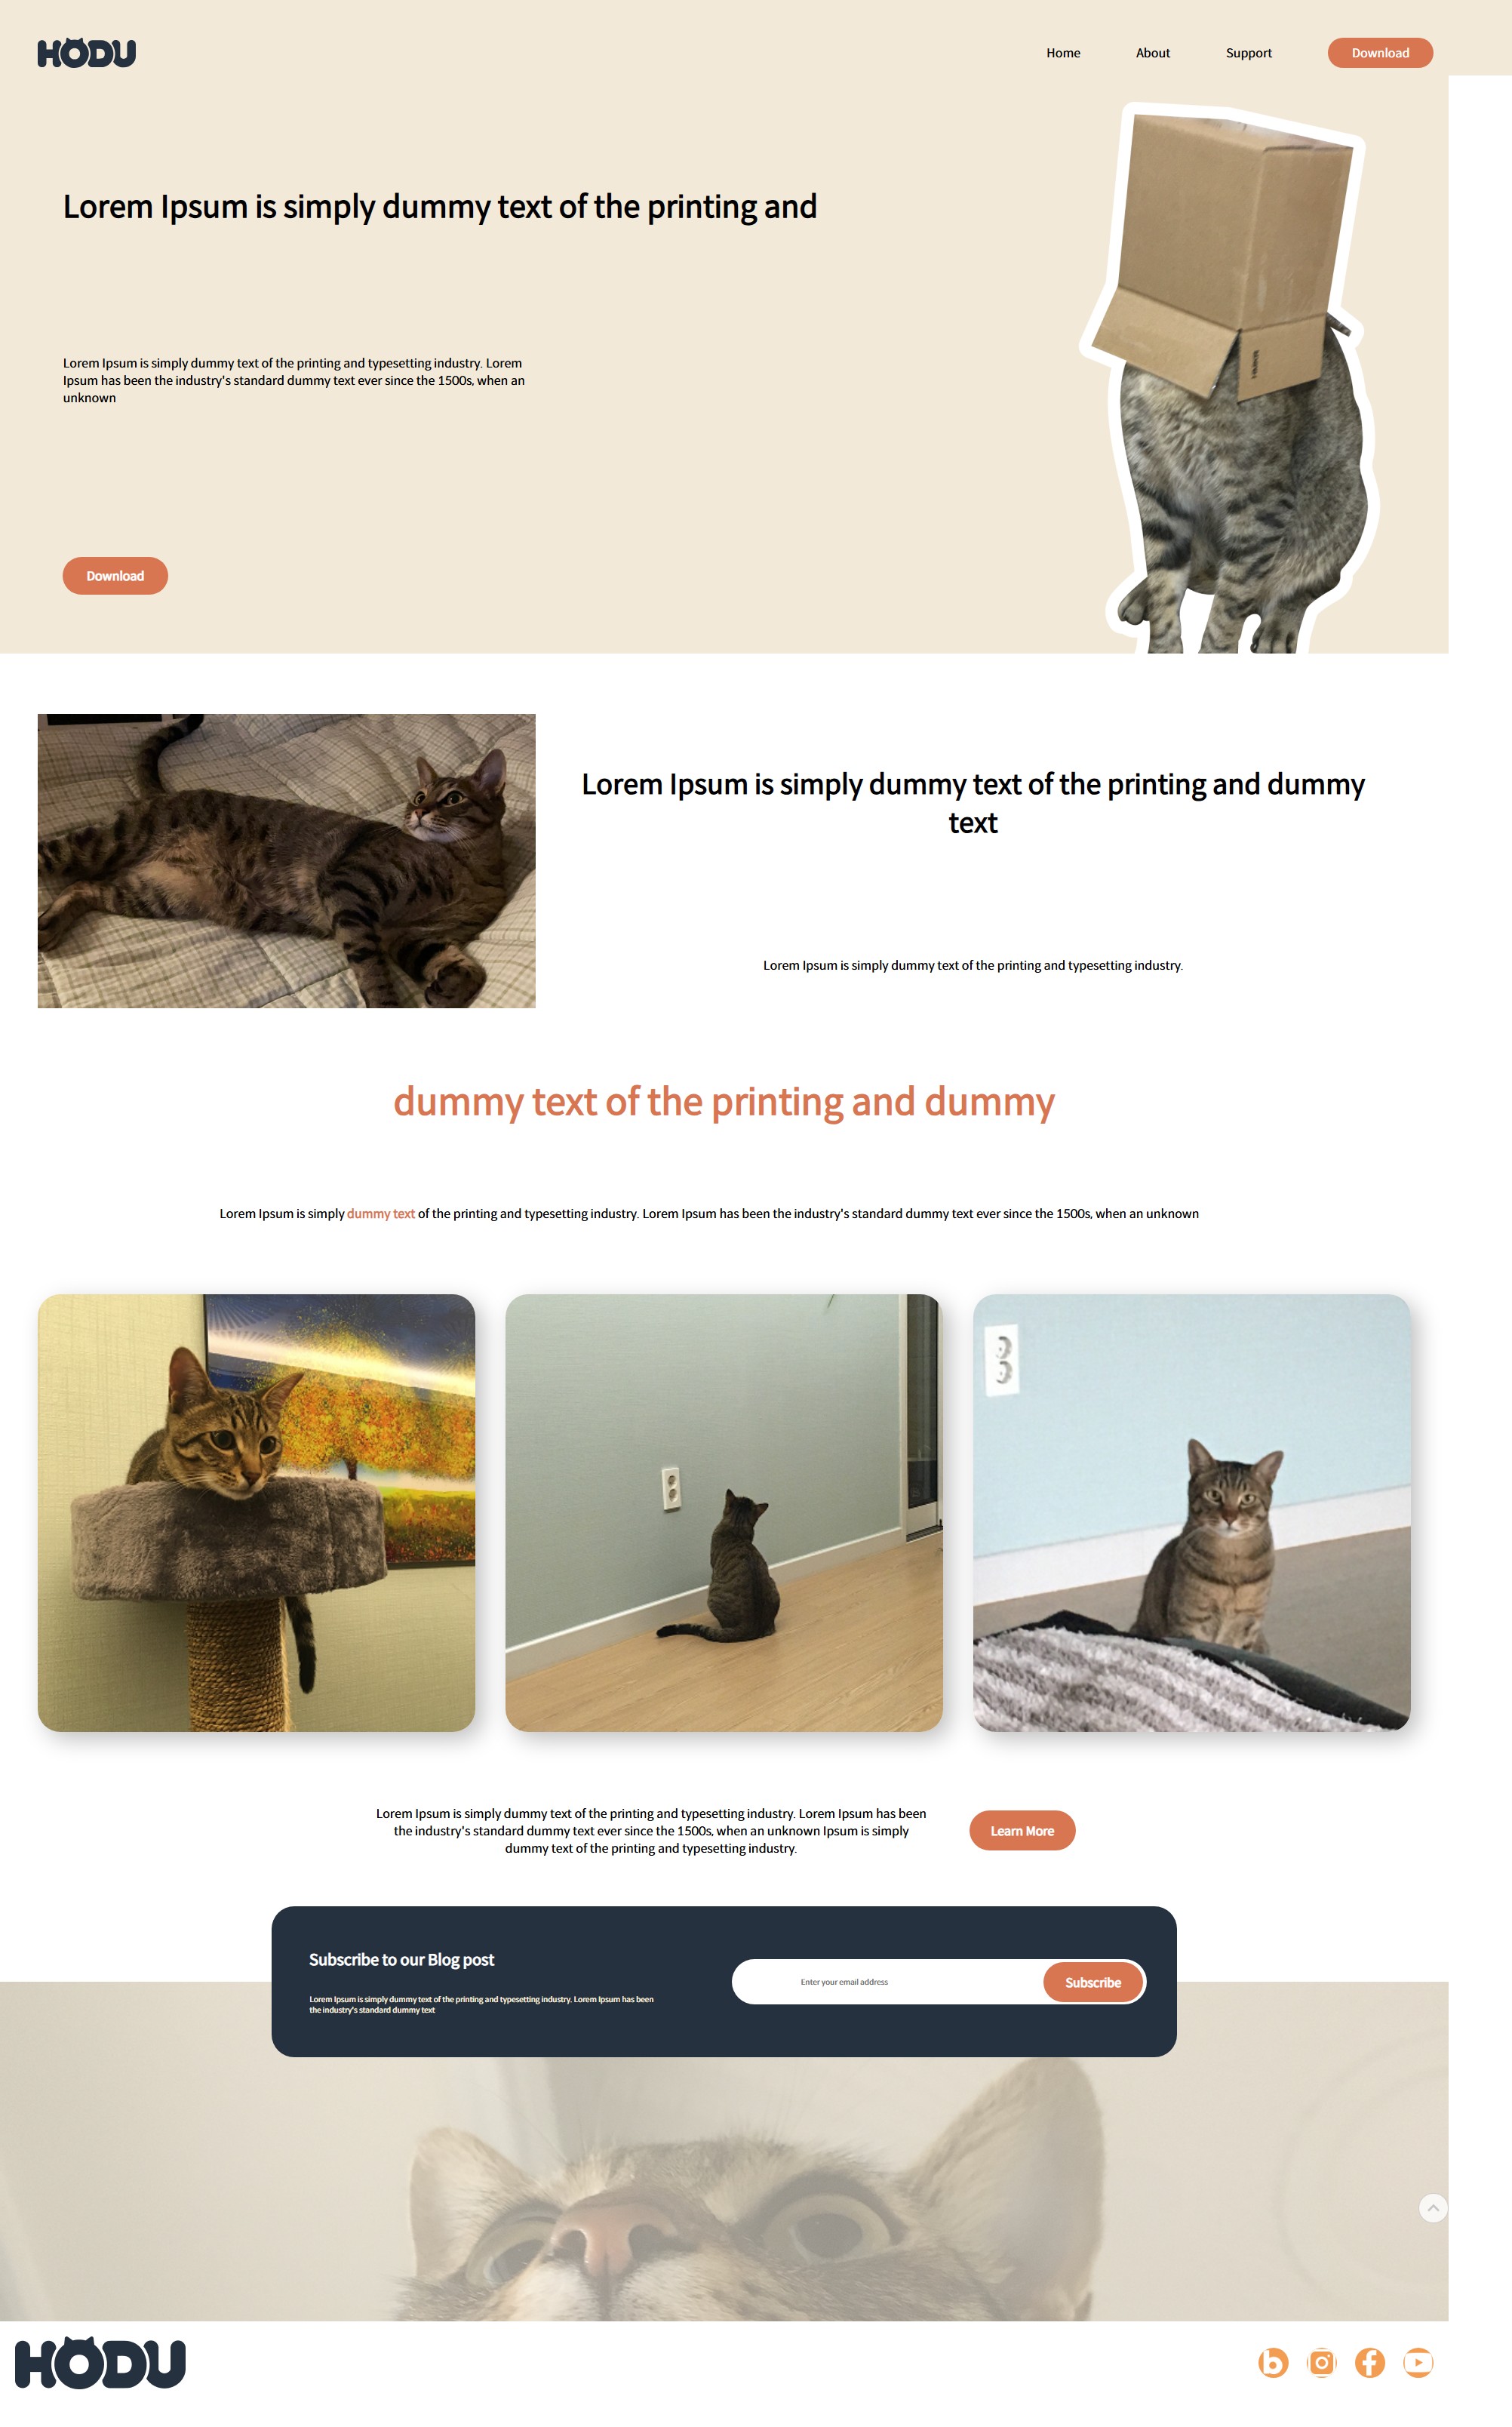 HODU
Home
About
Support
Download
Lorem Ipsum is simply dummy text of the printing and
Lorem Ipsum is simply dummy text of the printing and typesetting industry. Lorem
Ipsum has been the industry's standard dummy text ever since the 1500s, when an
unknown
Download
Lorem Ipsum is simply dummy text of the printing and dummy
text
Lorem Ipsum is simply dummy text of the printing and typesetting industry.
dummy text of the printing and dummy
Lorem Ipsum is simply dummy text of the printing and typesetting industry. Lorem Ipsum has been the industry's standard dummy text ever since the 1500s, when an unknown
Lorem Ipsum is simply dummy text of the printing and typesetting industry. Lorem Ipsum has been
the industry's standard dummy text ever since the 1500s, when an unknown Ipsum is simply
dummy text of the printing and typesetting industry.
Learn More
Subscribe to our Blog post
Lorem Ipsum is simply dummy text of the printing and typesetting industry. Lorem Ipsum has been
the industry's standard dummy text
Enter your email address
Subscribe
HODU